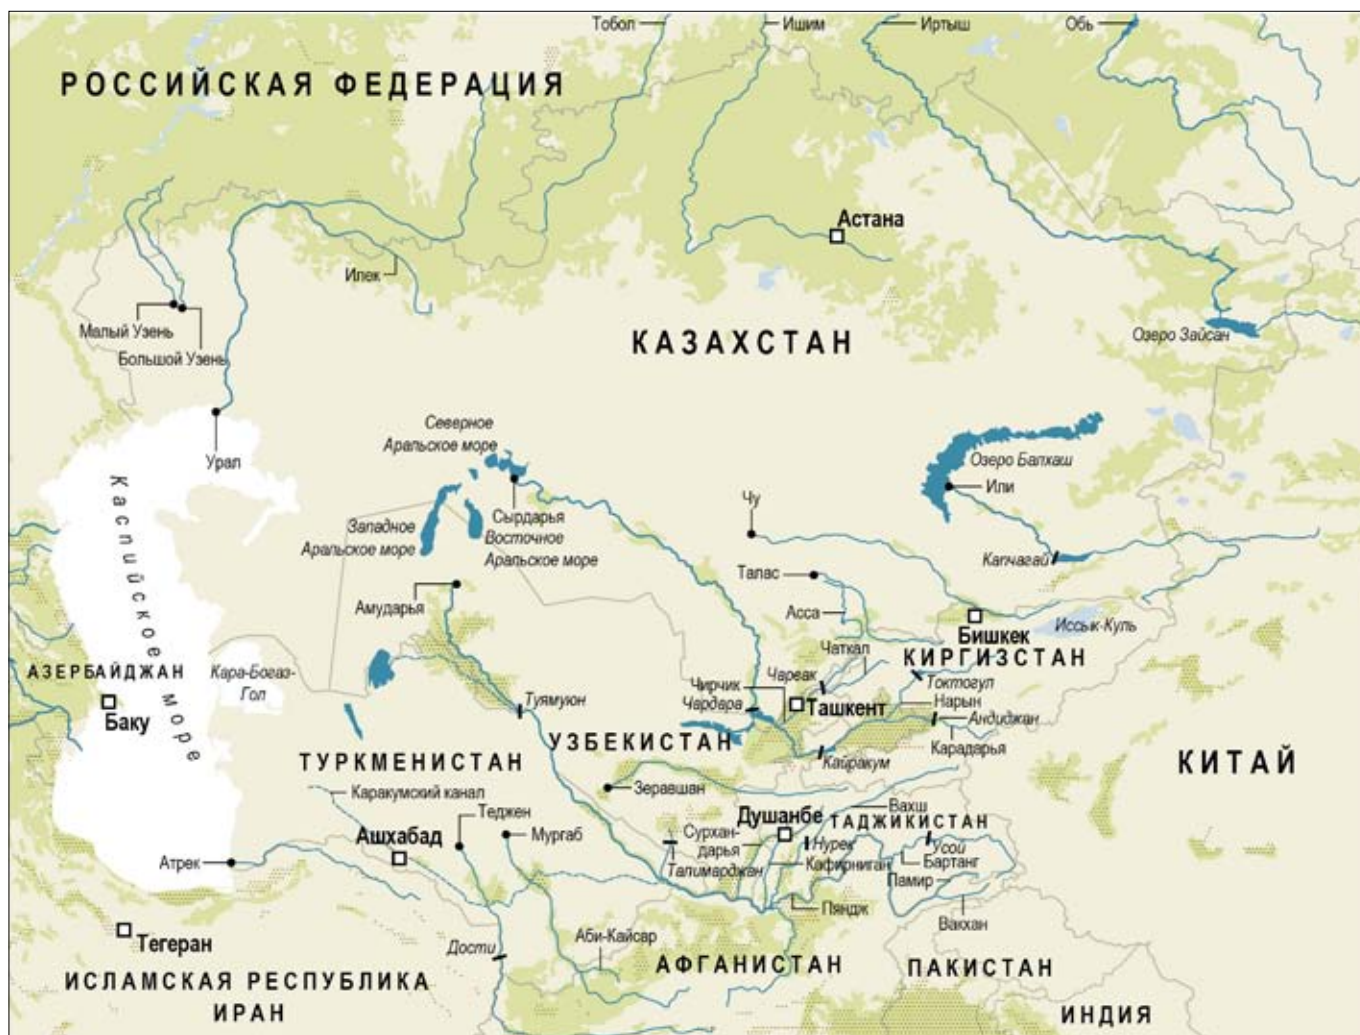 Тобол
Ишим
Иртыш
Обь
РОССИЙСКАЯ ФЕДЕРАЦИЯ
Астана
Илек
Малый Узень
Большой Узень
КАЗАХСТАН
Озеро Зайсан
Урал
Северное
Аральское море
Озеро Балхаш
Или
Каспийское море
Чу
Сырдарья
Западное
Аральское море
Восточное
Аральское море
Капчагай
Талас
Амударья
Асса
Бишкек
Иссык-Куль
Чаткал
КИРГИЗСТАН
АЗЕРБАЙДЖАН
Кара-Богаз-
Гол
Чарвак
Токтогул
Чирчик
Чардара
Ташкент
Нарын
Баку
Туямуюн
Андиджан
УЗБЕКИСТАН
Карадарья
ТУРКМЕНИСТАН
Кайракум
КИТАЙ
Каракумский канал
Зеравшан
Теджен
Душанбе
Вахш
ТАДЖИКИСТАН
Ашхабад
Мургаб
Сурхан-
дарья
Нурек
Усой
Атрек
Талимарджан
Кафирниган
Бартанг
Памир
Пяндж
Вакхан
Тегеран
Дости
Аби-Кайсар
АФГАНИСТАН
ПАКИСТАН
ИСЛАМСКАЯ РЕСПУБЛИКА
ИРАН
ИНДИЯ